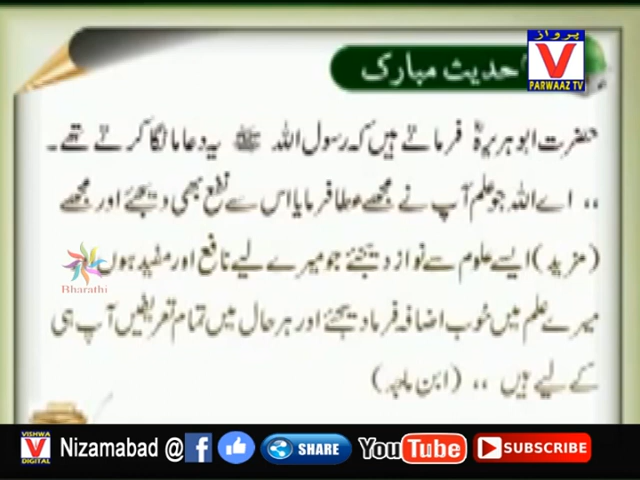 پرواز
V
PARWAAZ TV
حدیث مبارک
حضرت ابو ہریرہؓ فرماتے ہیں کہ رسول اللہ ﷺ یہ دعا مانگا کرتے تھے۔
,, اے اللہ جو علم آپ نے مجھے عطا فرمایا اس سے نفع بھی دیجئے اور مجھے
(مزید) ایسے علوم سے نواز دیجئے جو میرے لیے نافع اور مفید ہوں
Bharathi
میرے علم میں خوب اضافہ فرما دیجئے اور ہر حال میں تمام تعریفیں آپ ہی
کے لیے ہیں ,, (ابن ماجہ)
VISHWA
V
DIGITAL
Nizamabad @ f SHARE YouTube SUBSCRIBE